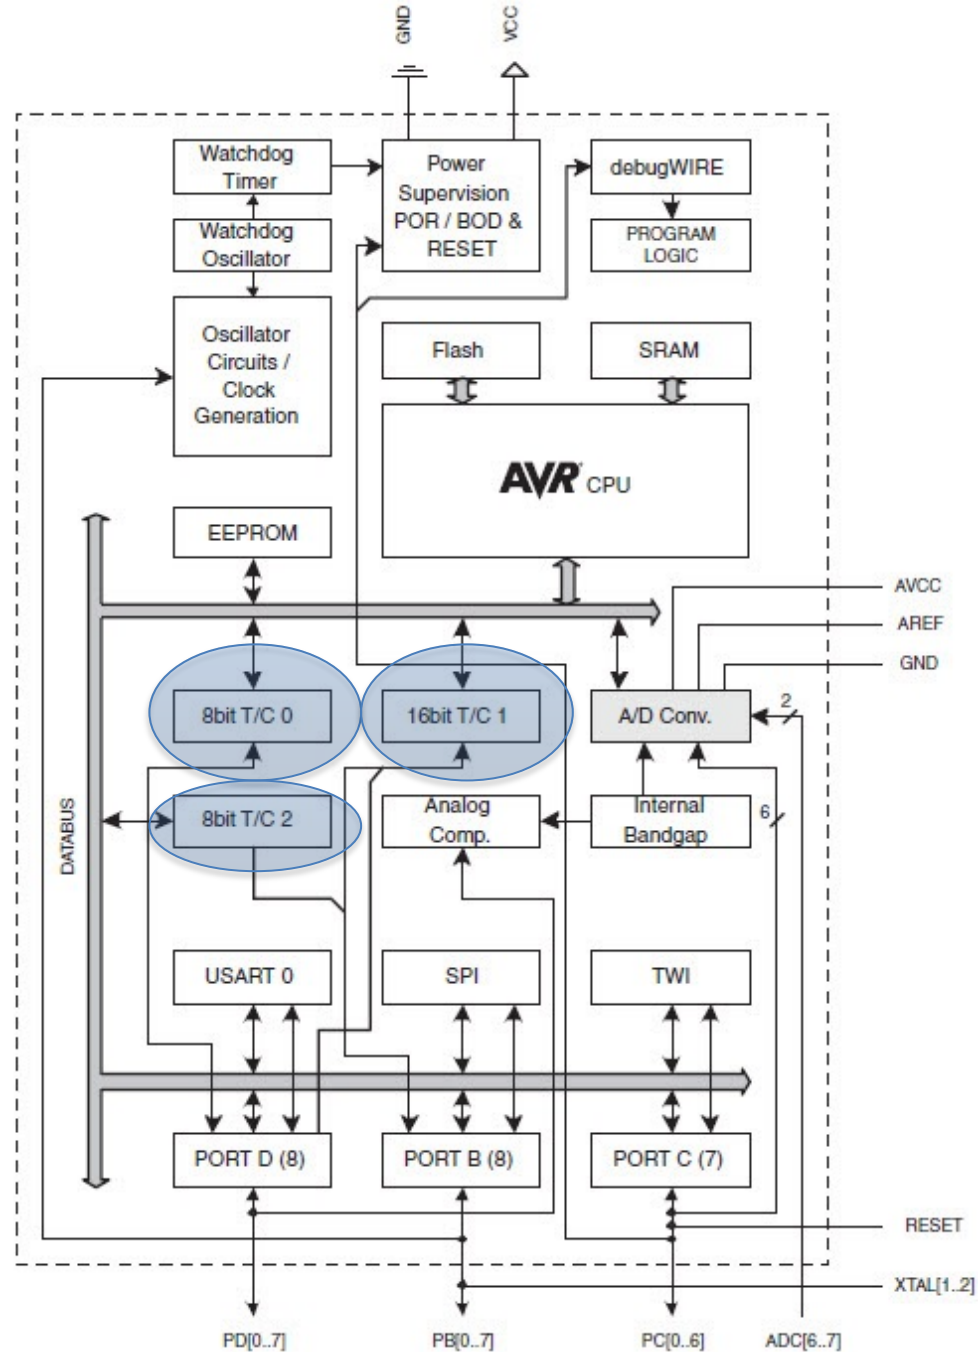 GND
VCC
Watchdog
Timer
Power
Supervision
POR / BOD &
RESET
debugWIRE
Watchdog
Oscillator
PROGRAM
LOGIC
Oscillator
Circuits /
Clock
Generation
Flash
SRAM
AVR CPU
EEPROM
AVCC
AREF
GND
8bit T/C 0
16bit T/C 1
A/D Conv.
2
8bit T/C 2
Analog
Comp.
Internal
Bandgap
6
DATABUS
USART 0
SPI
TWI
PORT D (8)
PORT B (8)
PORT C (7)
RESET
XTAL[1..2]
PD[0..7]
PB[0..7]
PC[0..6]
ADC[6..7]